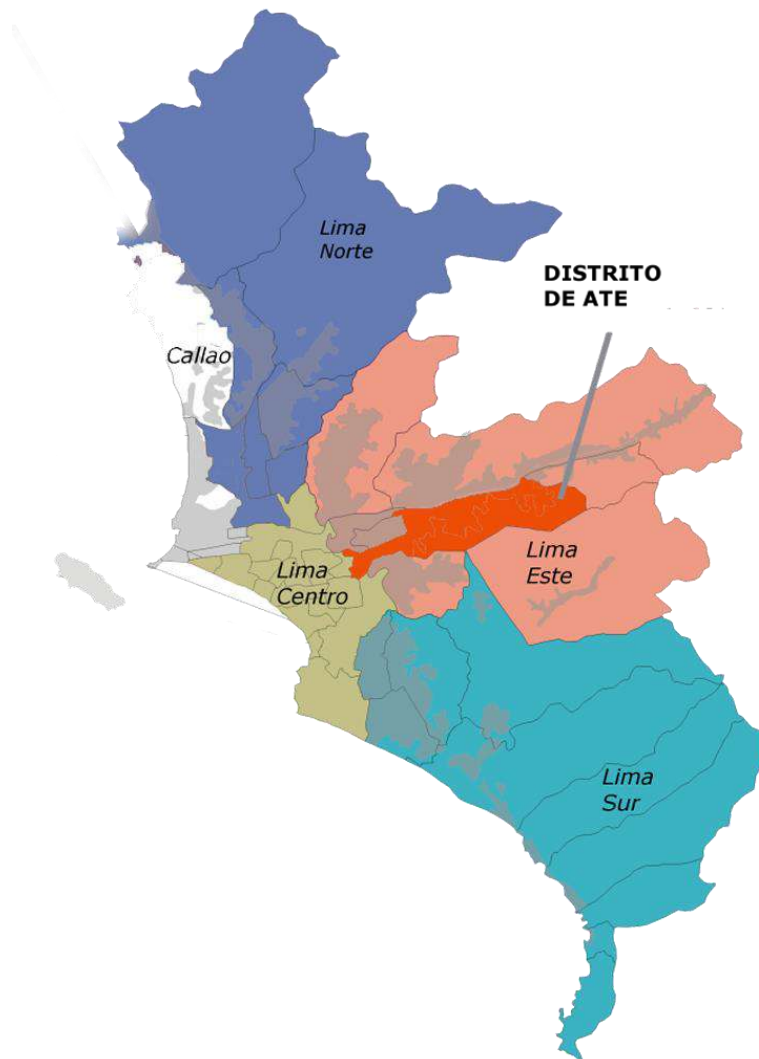 Lima
Norte
DISTRITO
DE ATE
Callao
Lima
Este
Lima
Centro
Lima
Sur